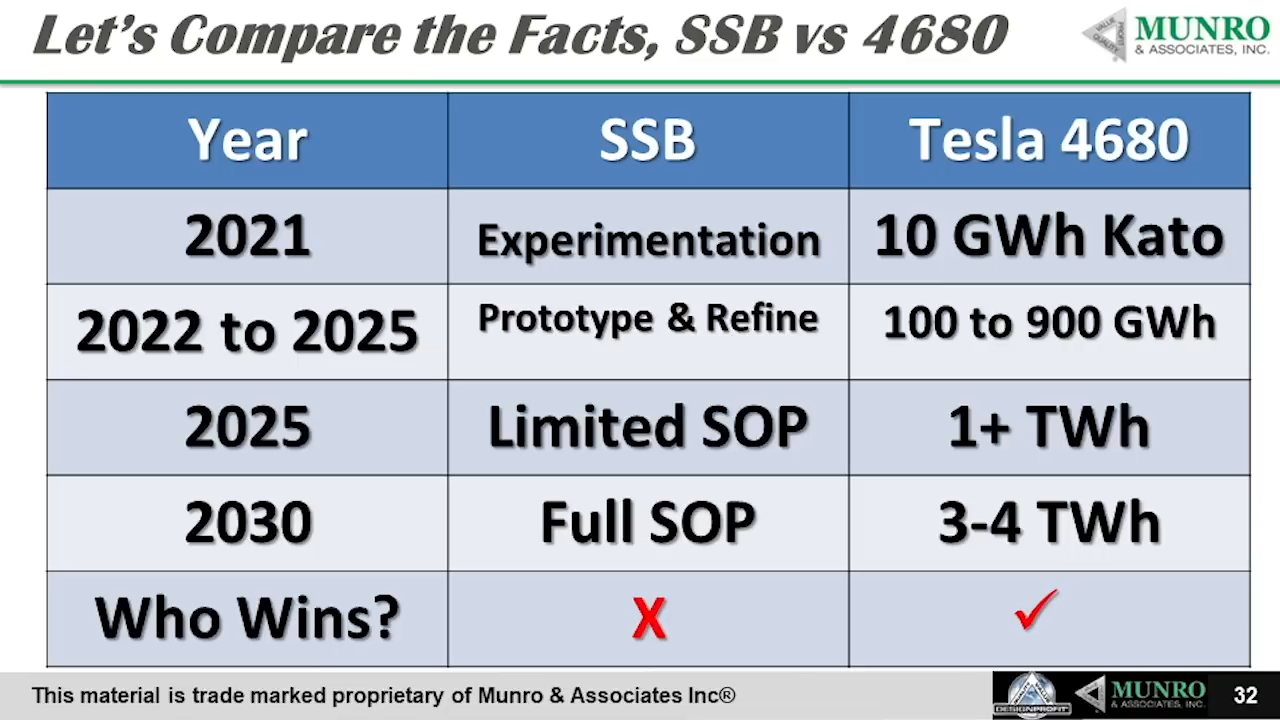 Let's Compare the Facts, SSB vs 4680
MUNRO
& ASSOCIATES, INC.
Year SSB Tesla 4680
2021 Experimentation 10 GWh Kato
2022 to 2025 Prototype & Refine 100 to 900 GWh
2025 Limited SOP 1+ TWh
2030 Full SOP 3-4 TWh
Who Wins? X ✓
This material is trade marked proprietary of Munro & Associates Inc®
DESIGNPROFIT
MUNRO
& ASSOCIATES, INC.
32